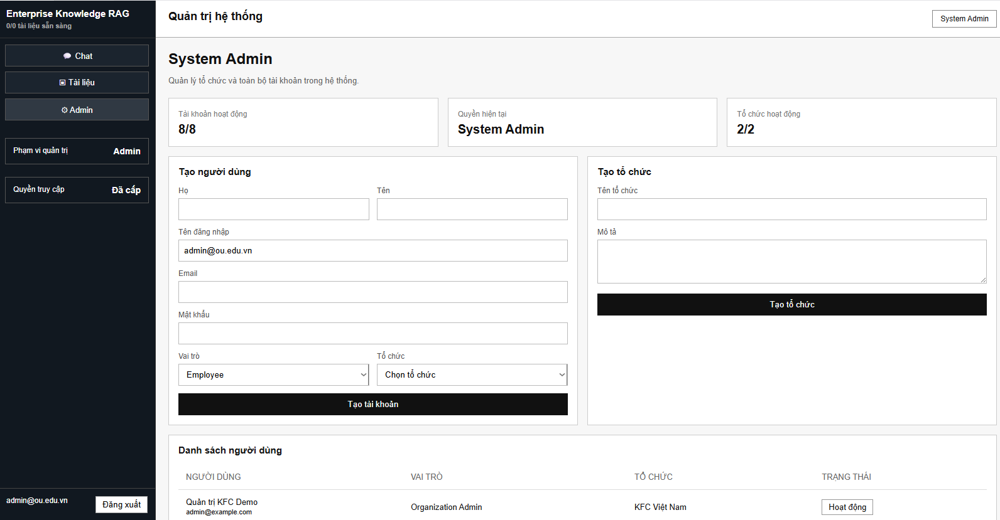 Enterprise Knowledge RAG
0/0 tài liệu sẵn sàng
Chat
Tài liệu
Admin
Phạm vi quản trị Admin
Quyền truy cập Đã cấp
admin@ou.edu.vn Đăng xuất
Quản trị hệ thống
System Admin
System Admin
Quản lý tổ chức và toàn bộ tài khoản trong hệ thống.
Tài khoản hoạt động
8/8
Quyền hiện tại
System Admin
Tổ chức hoạt động
2/2
Tạo người dùng
Họ Tên
Tên đăng nhập
admin@ou.edu.vn
Email
Mật khẩu
Vai trò Tổ chức
Employee Chọn tổ chức
Tạo tài khoản
Tạo tổ chức
Tên tổ chức
Mô tả
Tạo tổ chức
Danh sách người dùng
NGƯỜI DÙNG VAI TRÒ TỔ CHỨC TRẠNG THÁI
Quản trị KFC Demo
admin@example.com
Organization Admin KFC Việt Nam Hoạt động